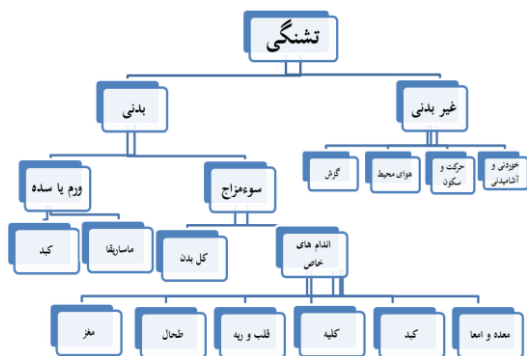 تشنگی
غیر بدنی
بدنی
خوردنی و
آشامیدنی
حرکت و
سکون
هوای محیط
گزش
سوءمزاج
ورم یا سده
اندام های
خاص
کل بدن
ماساریقا
کبد
معده و امعا
کبد
کلیه
قلب و ریه
طحال
مغز